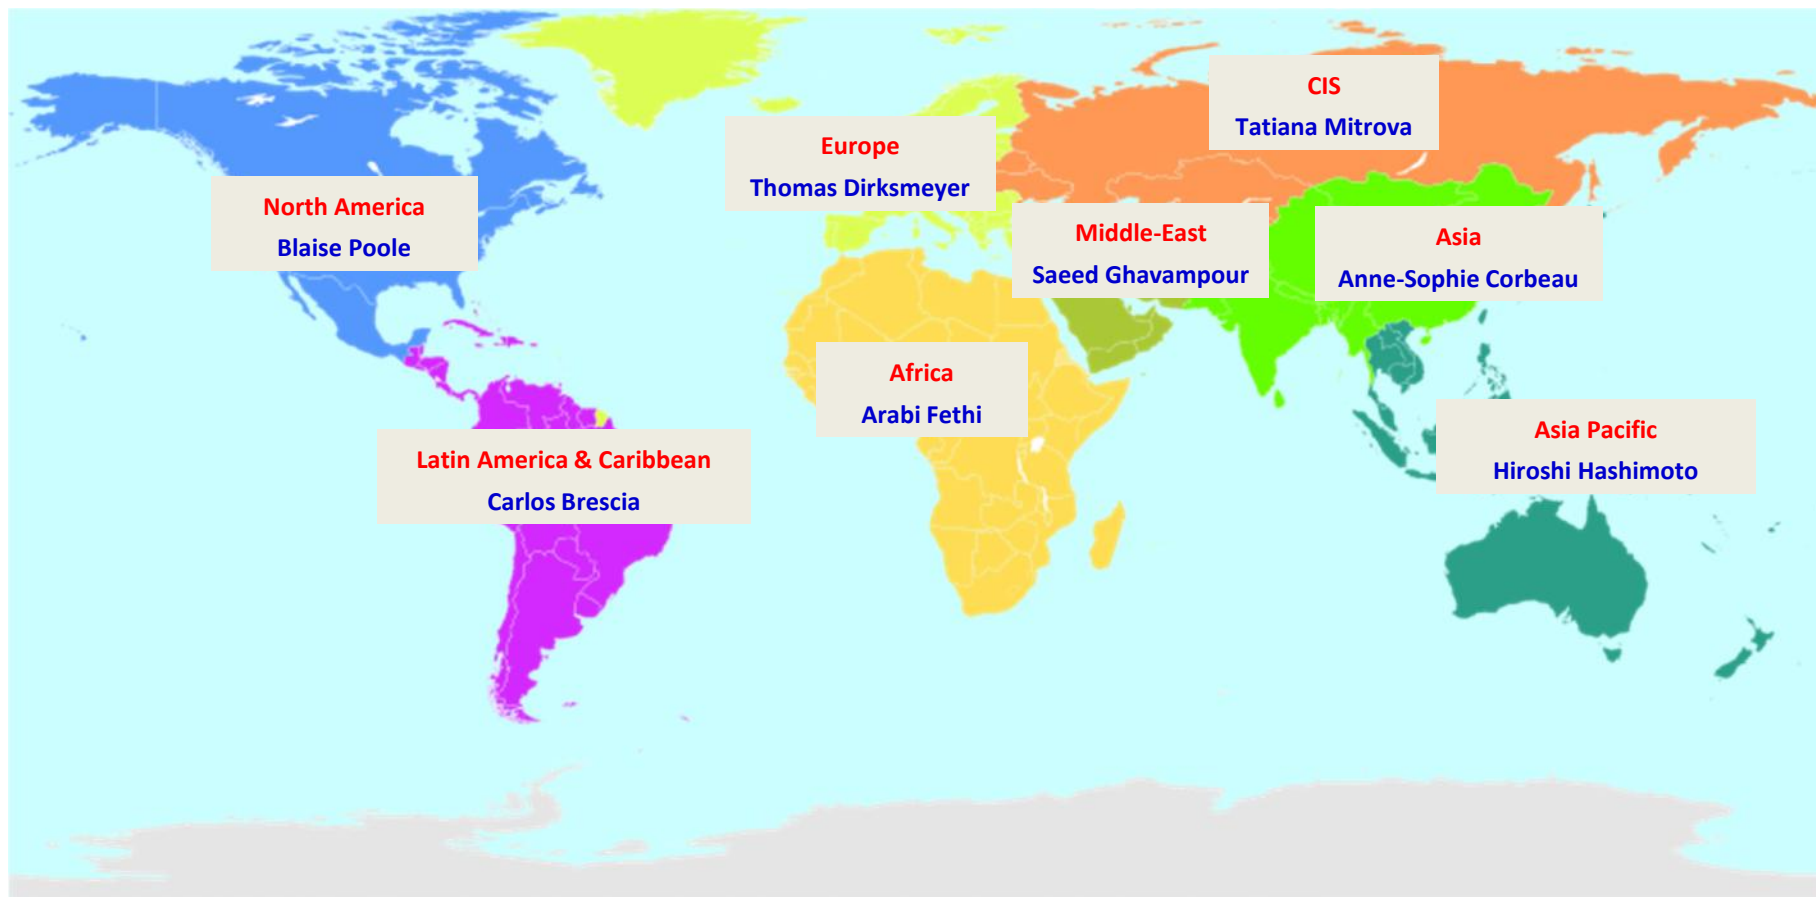 CIS
Tatiana Mitrova
Europe
Thomas Dirksmeyer
North America
Blaise Poole
Middle-East
Saeed Ghavampour
Asia
Anne-Sophie Corbeau
Africa
Arabi Fethi
Latin America & Caribbean
Carlos Brescia
Asia Pacific
Hiroshi Hashimoto